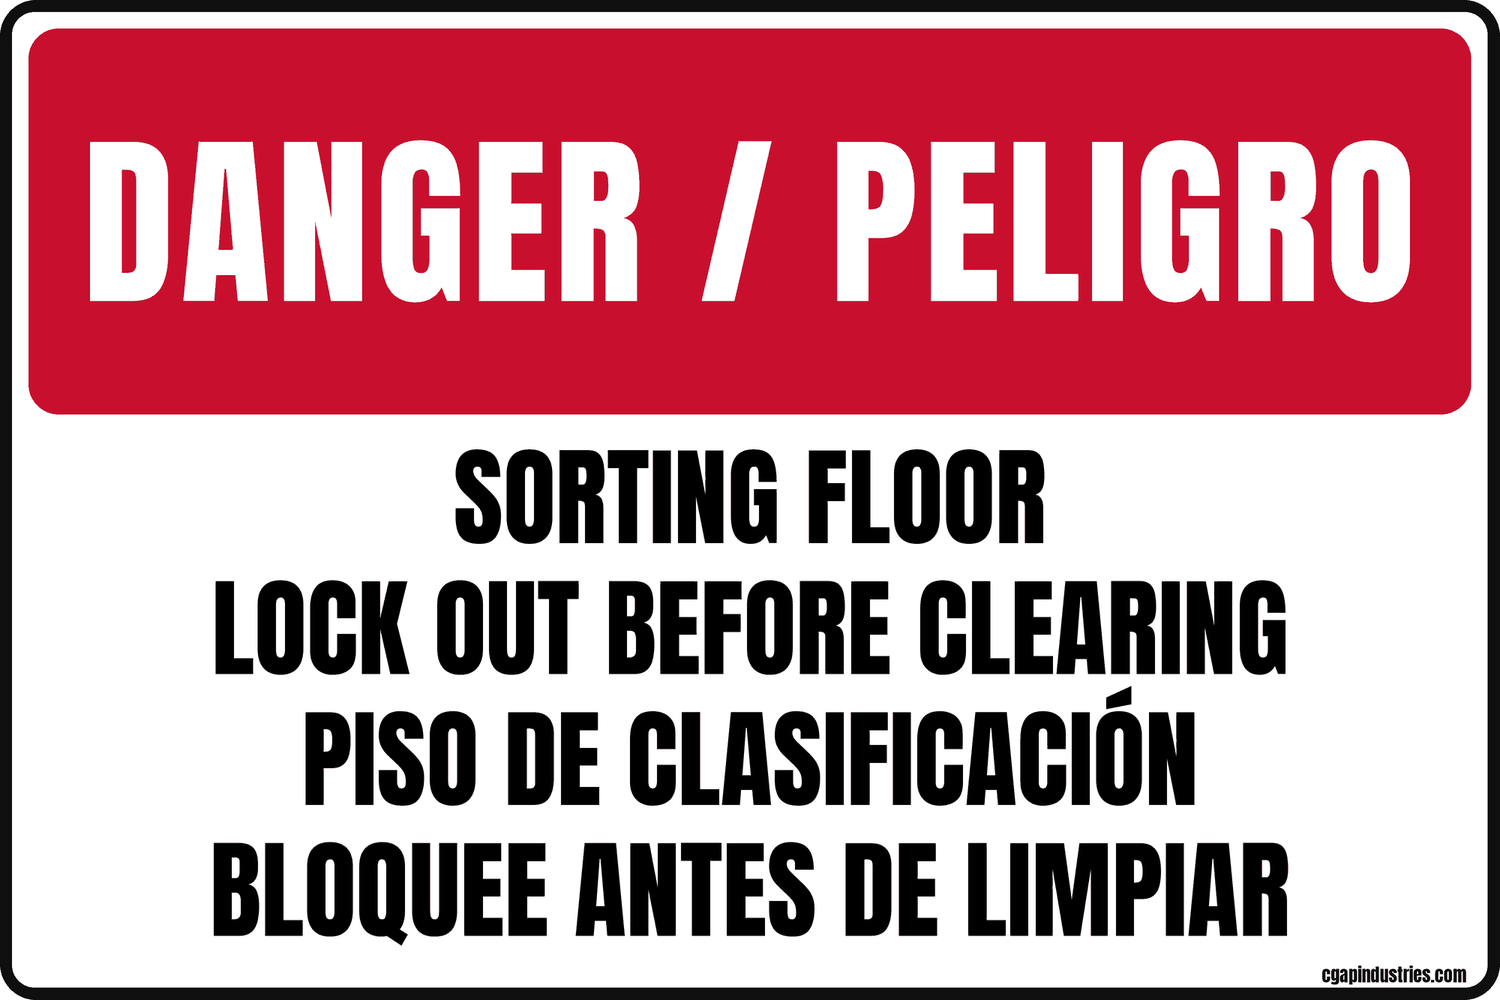 DANGER / PELIGRO
SORTING FLOOR
LOCK OUT BEFORE CLEARING
PISO DE CLASIFICACIÓN
BLOQUEE ANTES DE LIMPIAR
cgapindustries.com